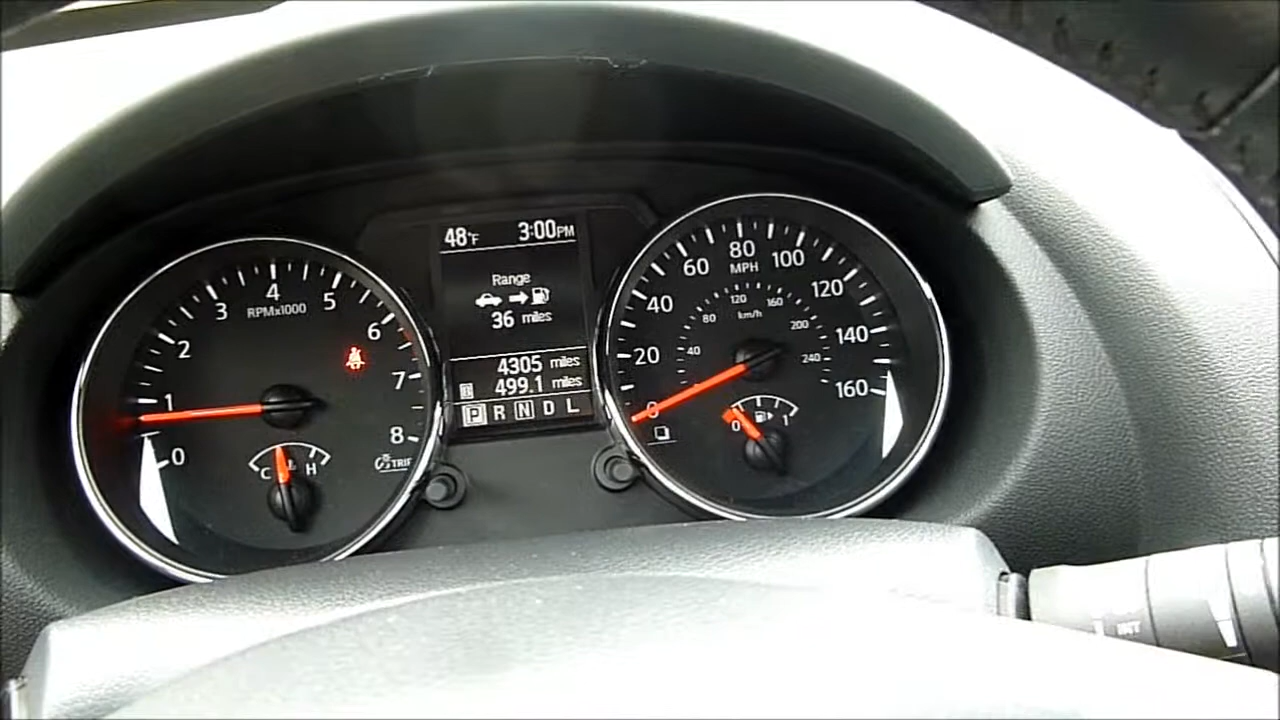 48°F 3:00PM
Range
36 miles
4305 miles
499.1 miles
P R N D L
0 1 2 3 4 5 6 7 8
RPMx1000
C H
TRIP
0 20 40 60 80 100 120 140 160
MPH
40 80 120 160 200 240
km/h
0 1
INT